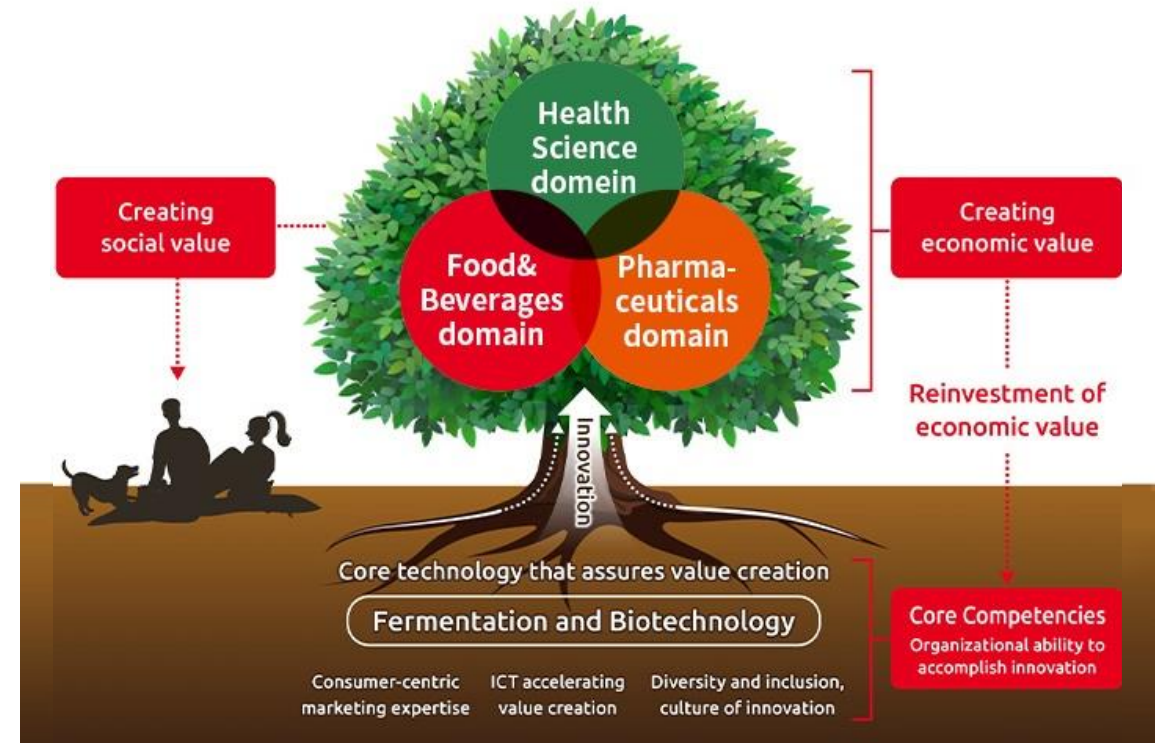 Health
Science
domein
Food&
Beverages
domain
Pharma-
ceuticals
domain
Creating
social value
Creating
economic value
Reinvestment of
economic value
Innovation
Core technology that assures value creation
Fermentation and Biotechnology
Consumer-centric
marketing expertise
ICT accelerating
value creation
Diversity and inclusion,
culture of innovation
Core Competencies
Organizational ability to
accomplish innovation